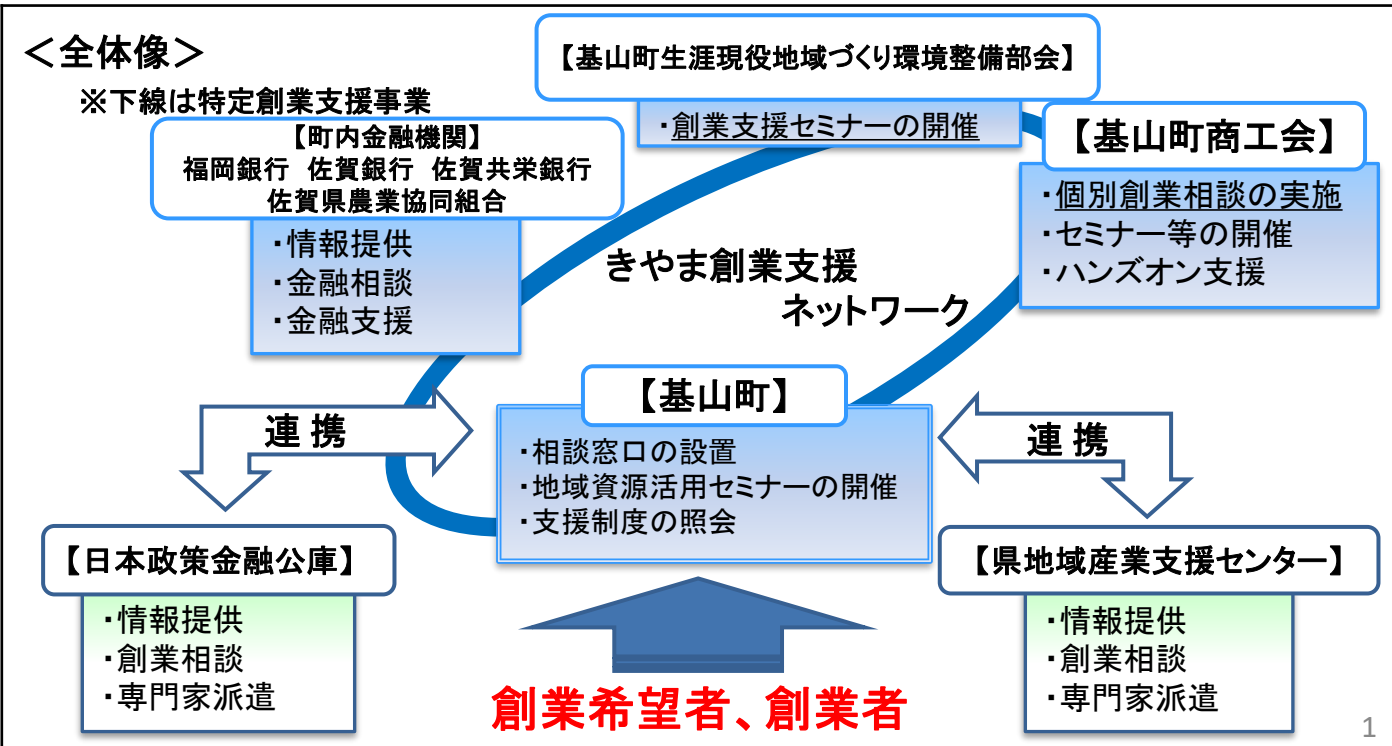 ＜全体像＞
※下線は特定創業支援事業
【基山町生涯現役地域づくり環境整備部会】
・創業支援セミナーの開催
【町内金融機関】
福岡銀行 佐賀銀行 佐賀共栄銀行
佐賀県農業協同組合
・情報提供
・金融相談
・金融支援
【基山町商工会】
・個別創業相談の実施
・セミナー等の開催
・ハンズオン支援
きやま創業支援
ネットワーク
【基山町】
・相談窓口の設置
・地域資源活用セミナーの開催
・支援制度の照会
連 携
連 携
【日本政策金融公庫】
・情報提供
・創業相談
・専門家派遣
【県地域産業支援センター】
・情報提供
・創業相談
・専門家派遣
創業希望者、創業者
1